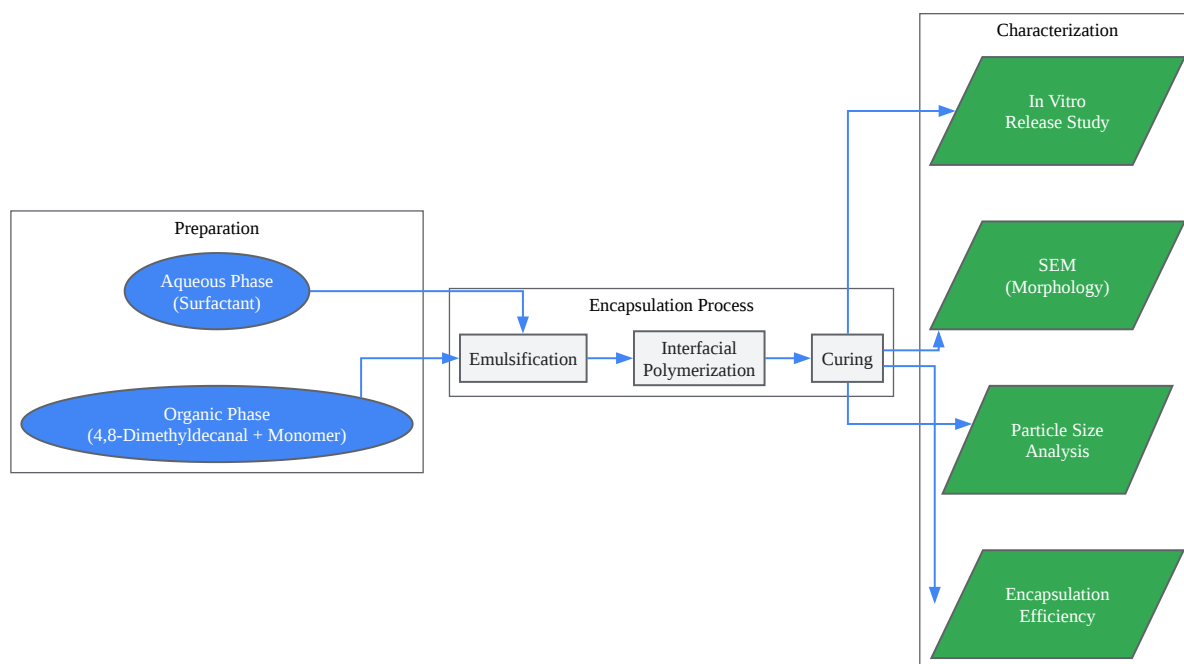 Preparation
Aqueous Phase
(Surfactant)
Organic Phase
(4,8-Dimethyldecanal + Monomer)
Encapsulation Process
Emulsification
Interfacial
Polymerization
Curing
Characterization
In Vitro
Release Study
SEM
(Morphology)
Particle Size
Analysis
Encapsulation
Efficiency